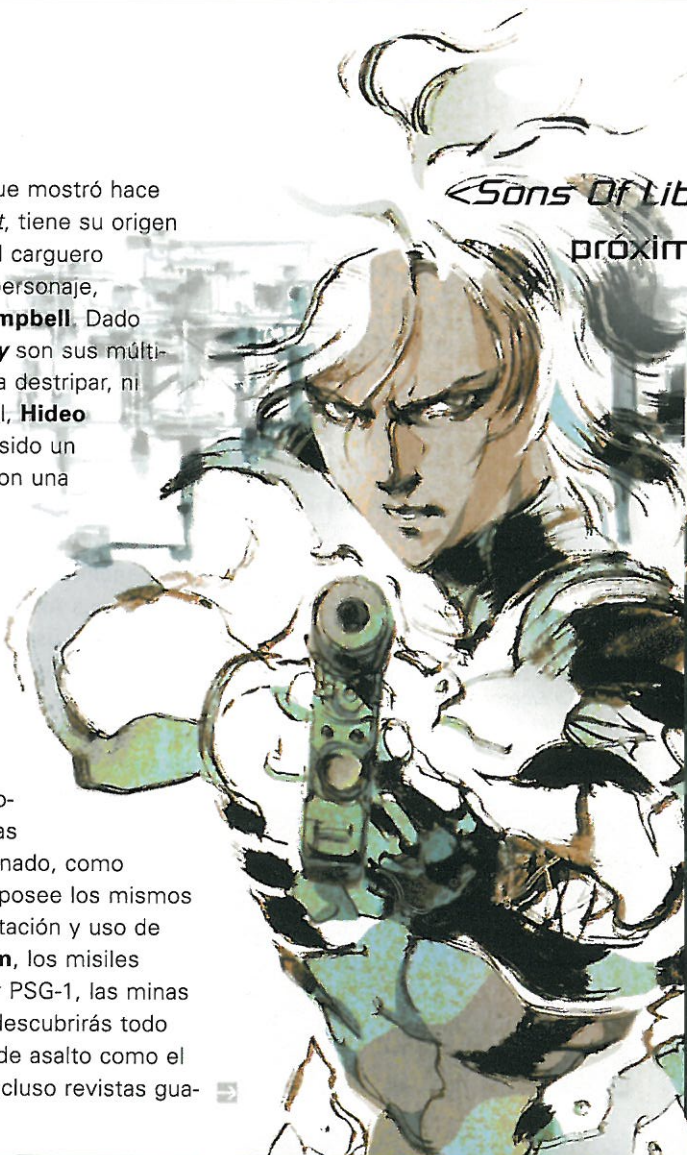 ue mostró hace
t, tiene su origen
l carguero
personaje,
mpbell. Dado
y son sus múlti-
a destripar, ni
l, Hideo
sido un
on una
o-
as
nado, como
posee los mismos
tación y uso de
n, los misiles
r PSG-1, las minas
descubrirás todo
de asalto como el
cluso revistas gua-
<Sons Of Lib
próxim